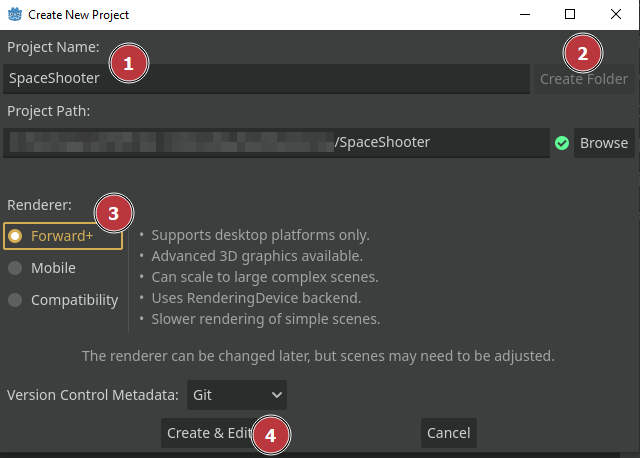 Create New Project
Project Name:
1
2
SpaceShooter
Create Folder
Project Path:
/SpaceShooter
Browse
Renderer:
3
Forward+
Mobile
Compatibility
• Supports desktop platforms only.
• Advanced 3D graphics available.
• Can scale to large complex scenes.
• Uses RenderingDevice backend.
• Slower rendering of simple scenes.
The renderer can be changed later, but scenes may need to be adjusted.
Version Control Metadata: Git
Create & Edit
4
Cancel